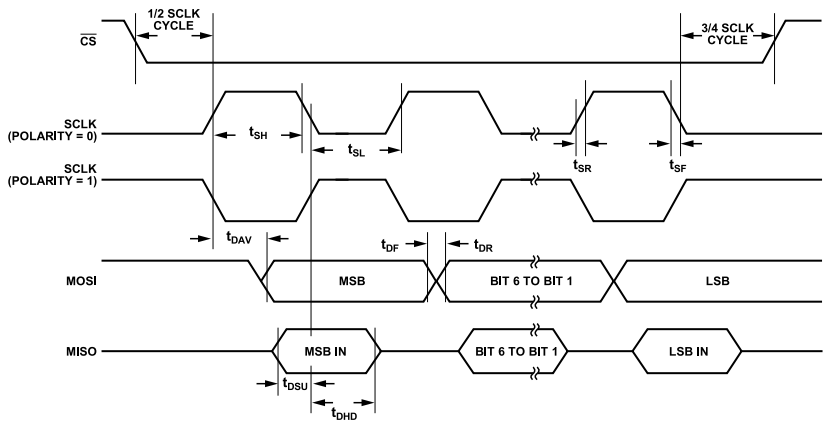 1/2 SCLK
CYCLE
3/4 SCLK
CYCLE
CS
SCLK
(POLARITY = 0)
tSH
tSL
tSR
tSF
SCLK
(POLARITY = 1)
tDAV
tDF
tDR
MOSI
MSB
BIT 6 TO BIT 1
LSB
MISO
MSB IN
BIT 6 TO BIT 1
LSB IN
tDSU
tDHD